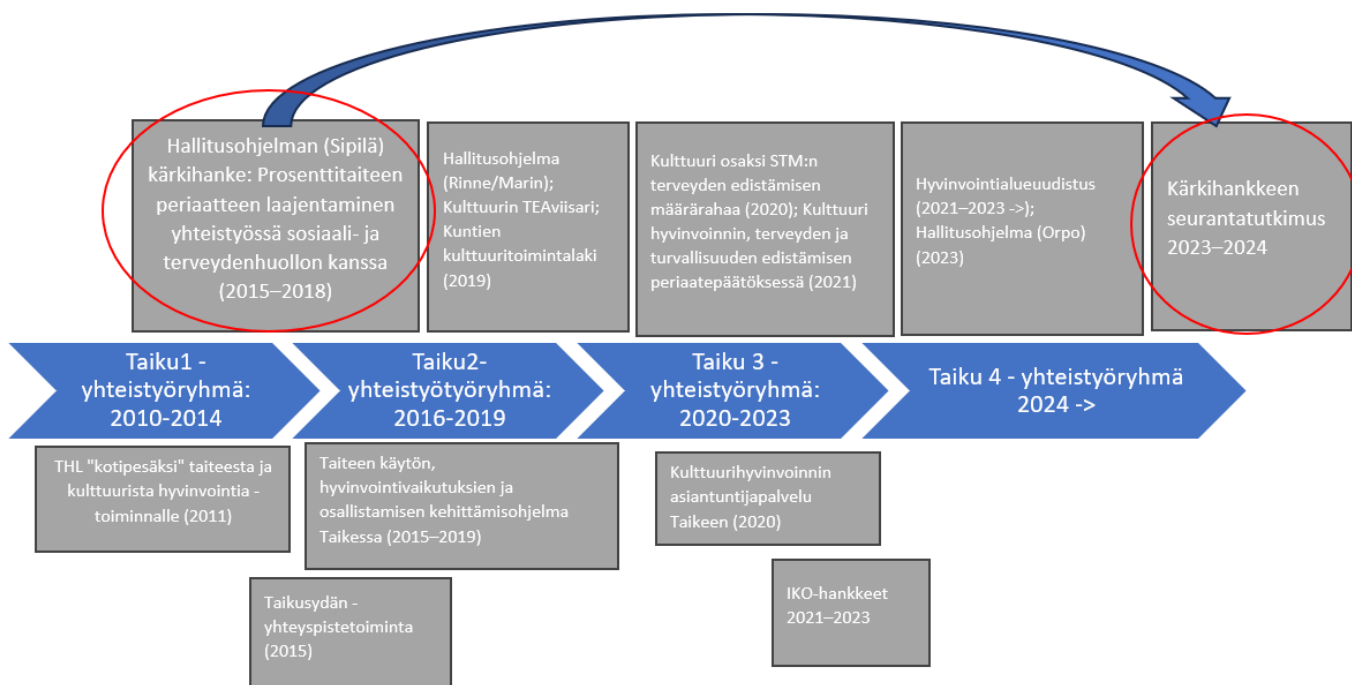 Hallitusohjelman (Sipilä)
kärkihanke: Prosenttitaiteen
periaatteen laajentaminen
yhteistyössä sosiaali- ja
terveydenhuollon kanssa
(2015–2018)
Hallitusohjelma
(Rinne/Marin);
Kulttuurin TEAviisari;
Kuntien
kulttuuritoimintalaki
(2019)
Kulttuuri osaksi STM:n
terveyden edistämisen
määrärahaa (2020); Kulttuuri
hyvinvoinnin, terveyden ja
turvallisuuden edistämisen
periaatepäätöksessä (2021)
Hyvinvointialueuudistus
(2021–2023 ->);
Hallitusohjelma (Orpo)
(2023)
Kärkihankkeen
seurantatutkimus
2023–2024
Taiku1 -
yhteistyöryhmä:
2010-2014
Taiku2-
yhteistyötyöryhmä:
2016-2019
Taiku 3 -
yhteistyöryhmä:
2020-2023
Taiku 4 - yhteistyöryhmä
2024 ->
THL "kotipesäksi" taiteesta ja
kulttuurista hyvinvointia -
toiminnalle (2011)
Taiteen käytön,
hyvinvointivaikutuksien ja
osallistamisen kehittämisohjelma
Taikessa (2015–2019)
Kulttuurihyvinvoinnin
asiantuntijapalvelu
Taikeen (2020)
Taikusydän -
yhteyspistetoiminta
(2015)
IKO-hankkeet
2021–2023